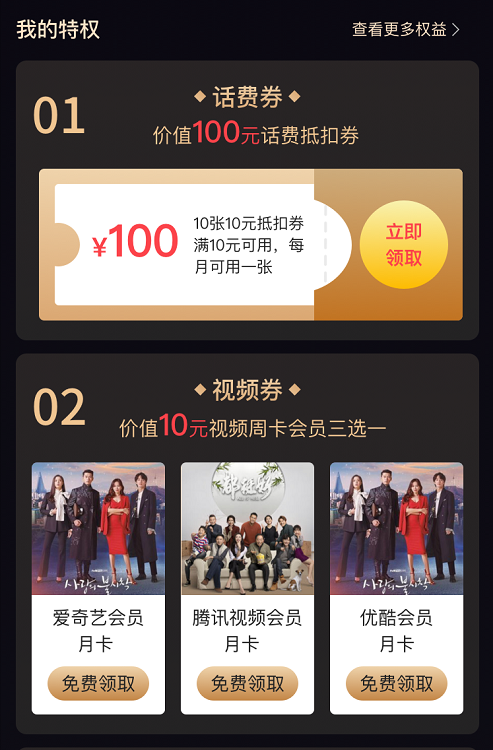 我的特权
查看更多权益
01
话费券
价值100元话费抵扣券
¥100
10张10元抵扣券
满10元可用，每
月可用一张
立即
领取
02
视频券
价值10元视频周卡会员三选一
사랑의 불시착
사랑의 불시착
爱奇艺会员
月卡
腾讯视频会员
月卡
优酷会员
月卡
免费领取
免费领取
免费领取